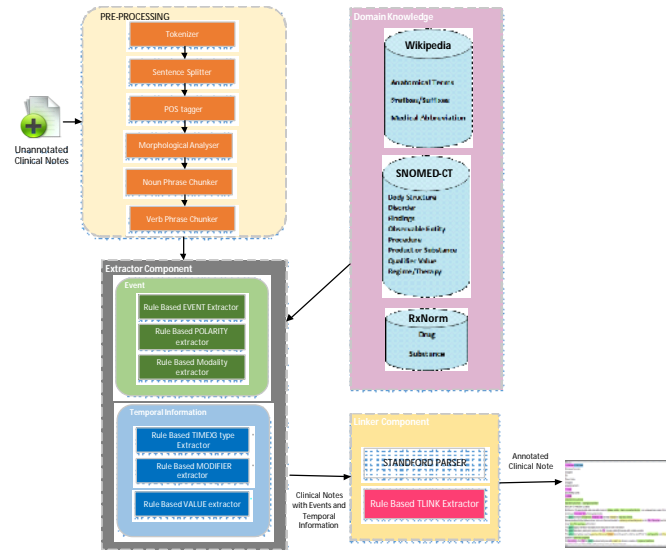 PRE-PROCESSING
Tokenizer
Sentence Splitter
POS tagger
Morphological Analyser
Noun Phrase Chunker
Verb Phrase Chunker
Unannotated
Clinical Notes
Domain Knowledge
Wikipedia
Anatomical Terms
Prefixes/Suffixes
Medical Abbreviation
SNOMED-CT
Body Structure
Disorder
Findings
Observable Entity
Procedure
Product or Substance
Qualifier Value
Regime/Therapy
RxNorm
Drug
Substance
Extractor Component
Event
Rule Based EVENT Extractor
Rule Based POLARITY
extractor
Rule Based Modality
extractor
Temporal Information
Rule Based TIMEX3 type
Extractor
Rule Based MODIFIER
extractor
Rule Based VALUE extractor
Clinical Notes
with Events and
Temporal
Information
Linker Component
STANDFORD PARSER
Rule Based TLINK Extractor
Annotated
Clinical Note